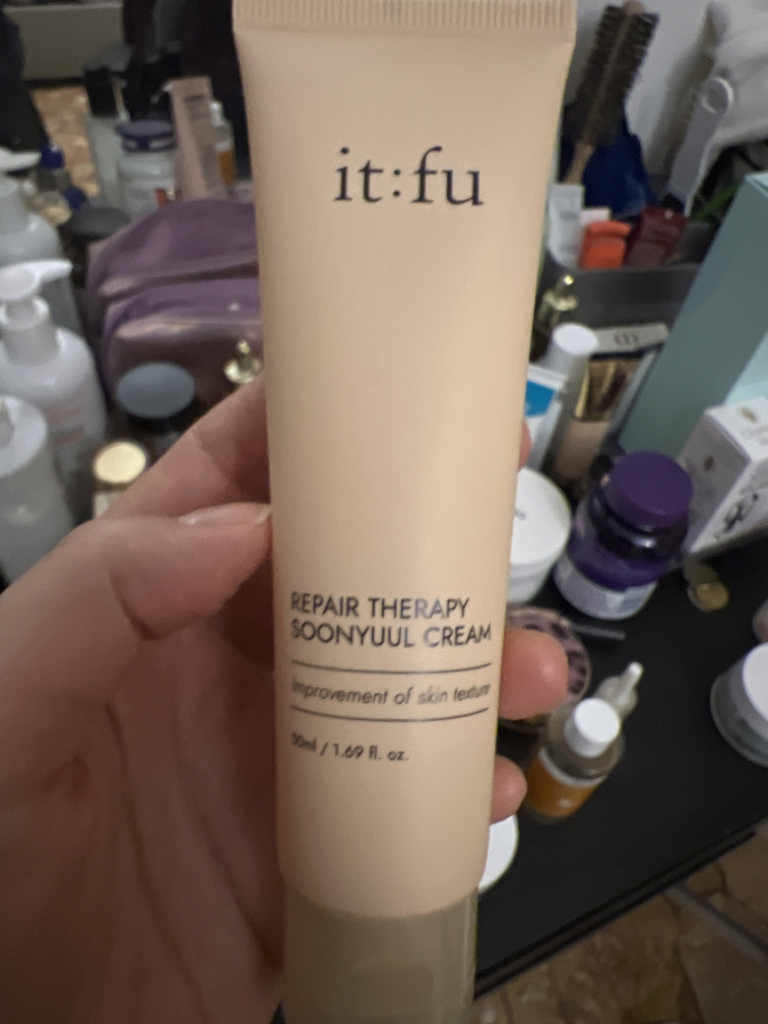 it:fu
REPAIR THERAPY
SOONYUUL CREAM
Improvement of skin texture
50ml / 1.69 fl. oz.